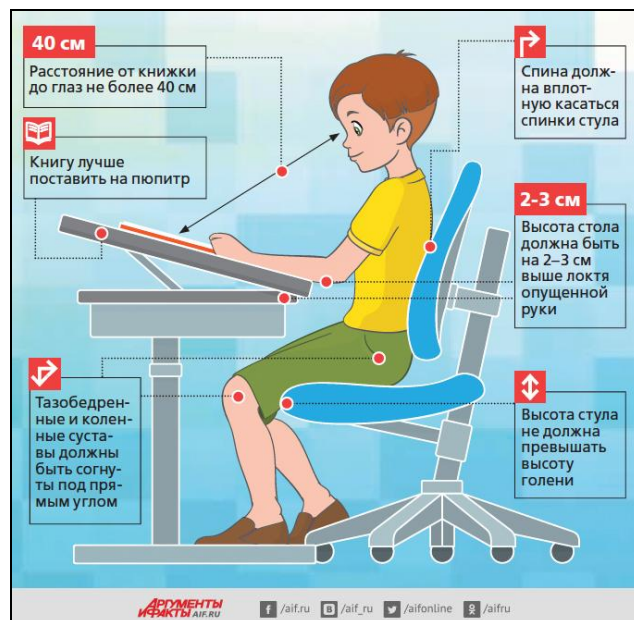 40 см
Расстояние от книжки
до глаз не более 40 см
Книгу лучше
поставить на пюпитр
Тазобедрен-
ные и колен-
ные суста-
вы должны
быть согну-
ты под пря-
мым углом
Спина долж-
на вплот-
ную касаться
спинки стула
2-3 см
Высота стола
должна быть
на 2–3 см
выше локтя
опущенной
руки
Высота стула
не должна
превышать
высоту
голени
АРГУМЕНТЫ
И ФАКТЫ AIF.RU
/aif.ru /aif_ru /aifonline /aifru